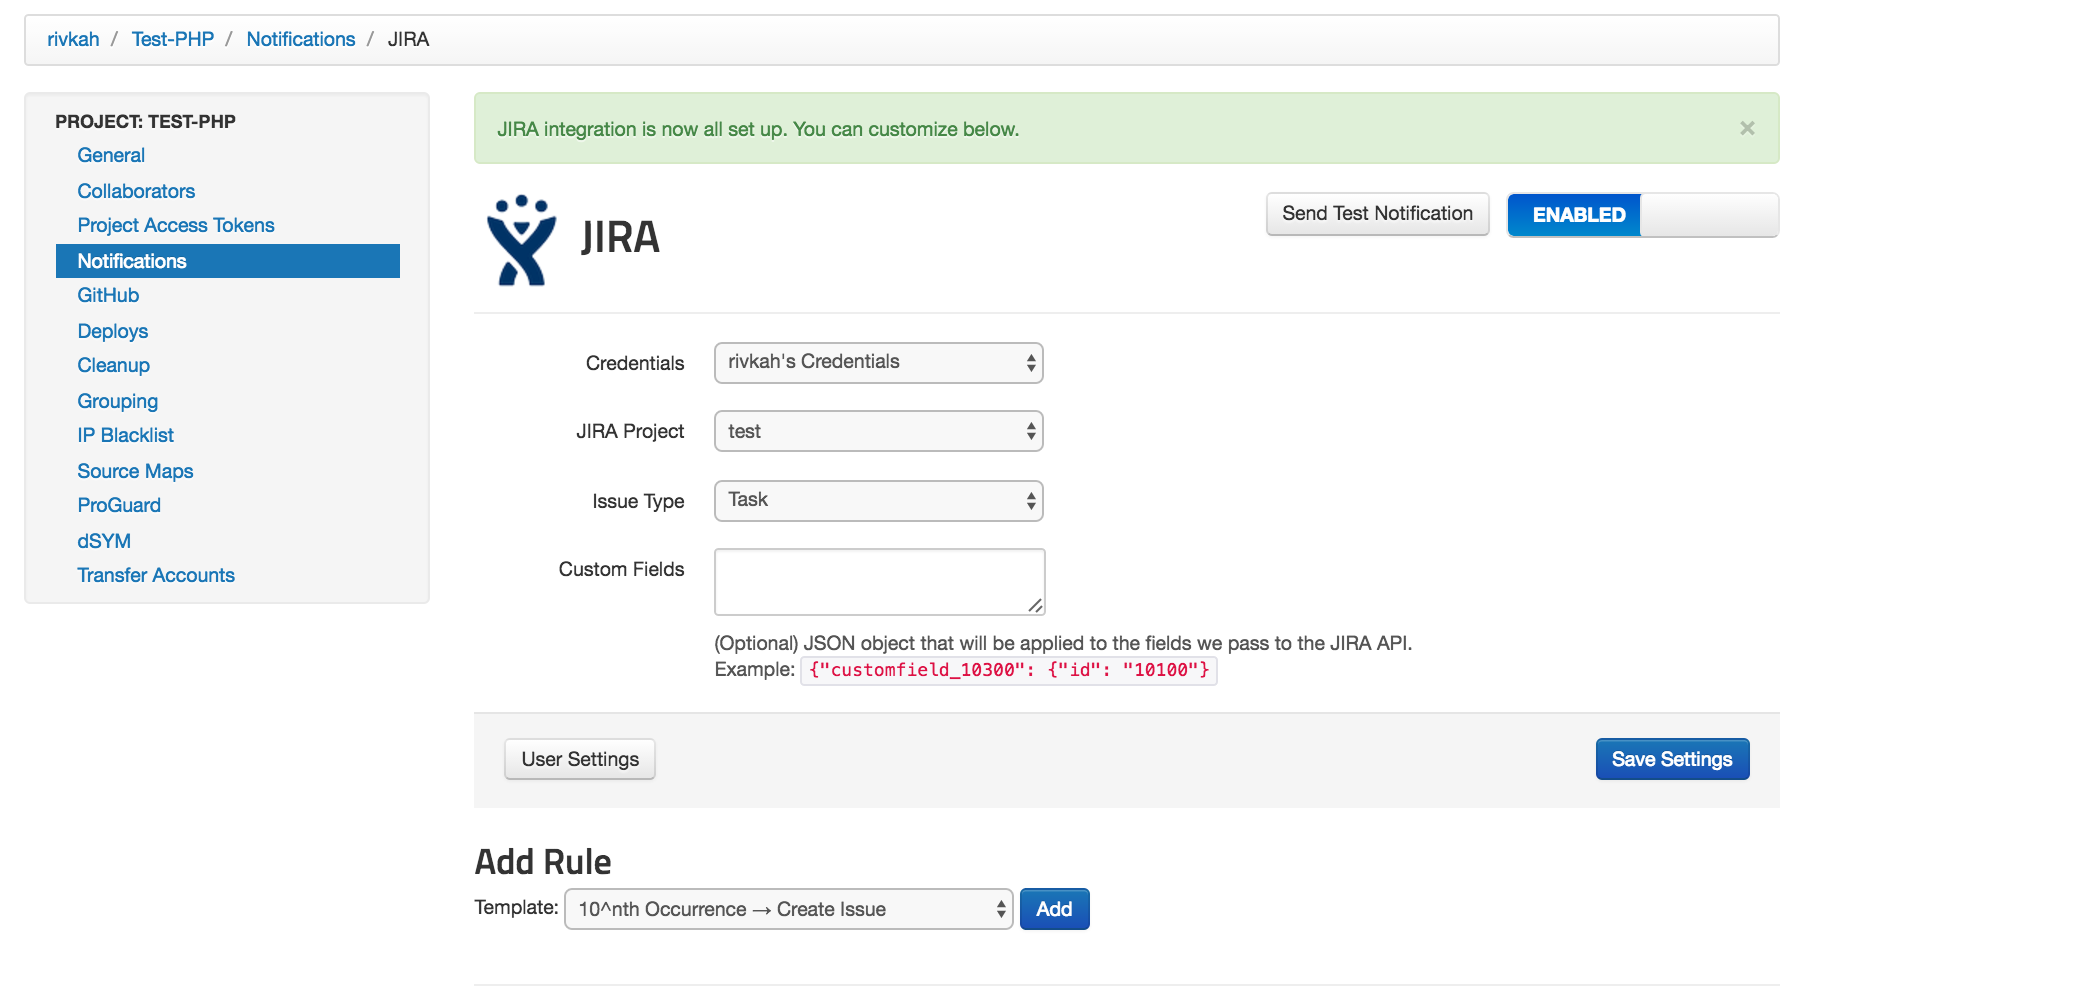 rivkah / Test-PHP / Notifications / JIRA
PROJECT: TEST-PHP
General
Collaborators
Project Access Tokens
Notifications
GitHub
Deploys
Cleanup
Grouping
IP Blacklist
Source Maps
ProGuard
dSYM
Transfer Accounts
JIRA integration is now all set up. You can customize below. ×
JIRA
Send Test Notification
ENABLED
Credentials rivkah's Credentials
JIRA Project test
Issue Type Task
Custom Fields
(Optional) JSON object that will be applied to the fields we pass to the JIRA API.
Example: {"customfield_10300": {"id": "10100"}
User Settings
Save Settings
Add Rule
Template: 10^nth Occurrence → Create Issue Add